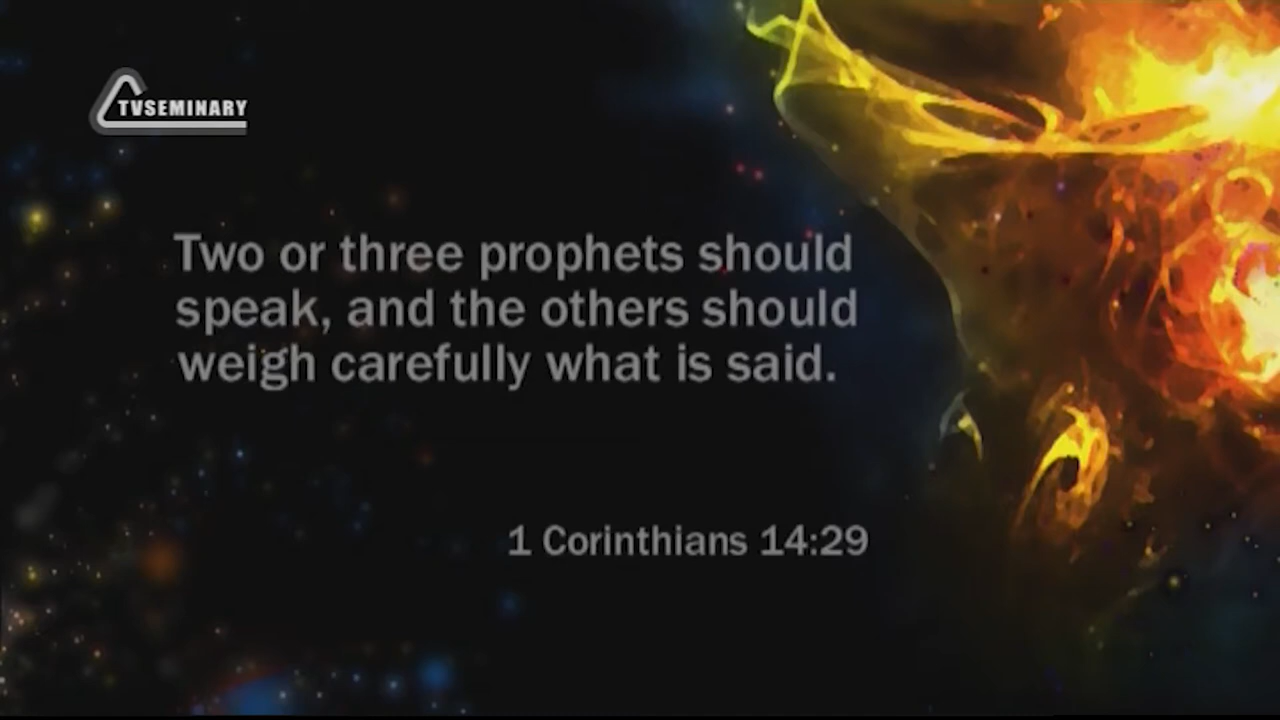 TVSEMINARY
Two or three prophets should
speak, and the others should
weigh carefully what is said.
1 Corinthians 14:29